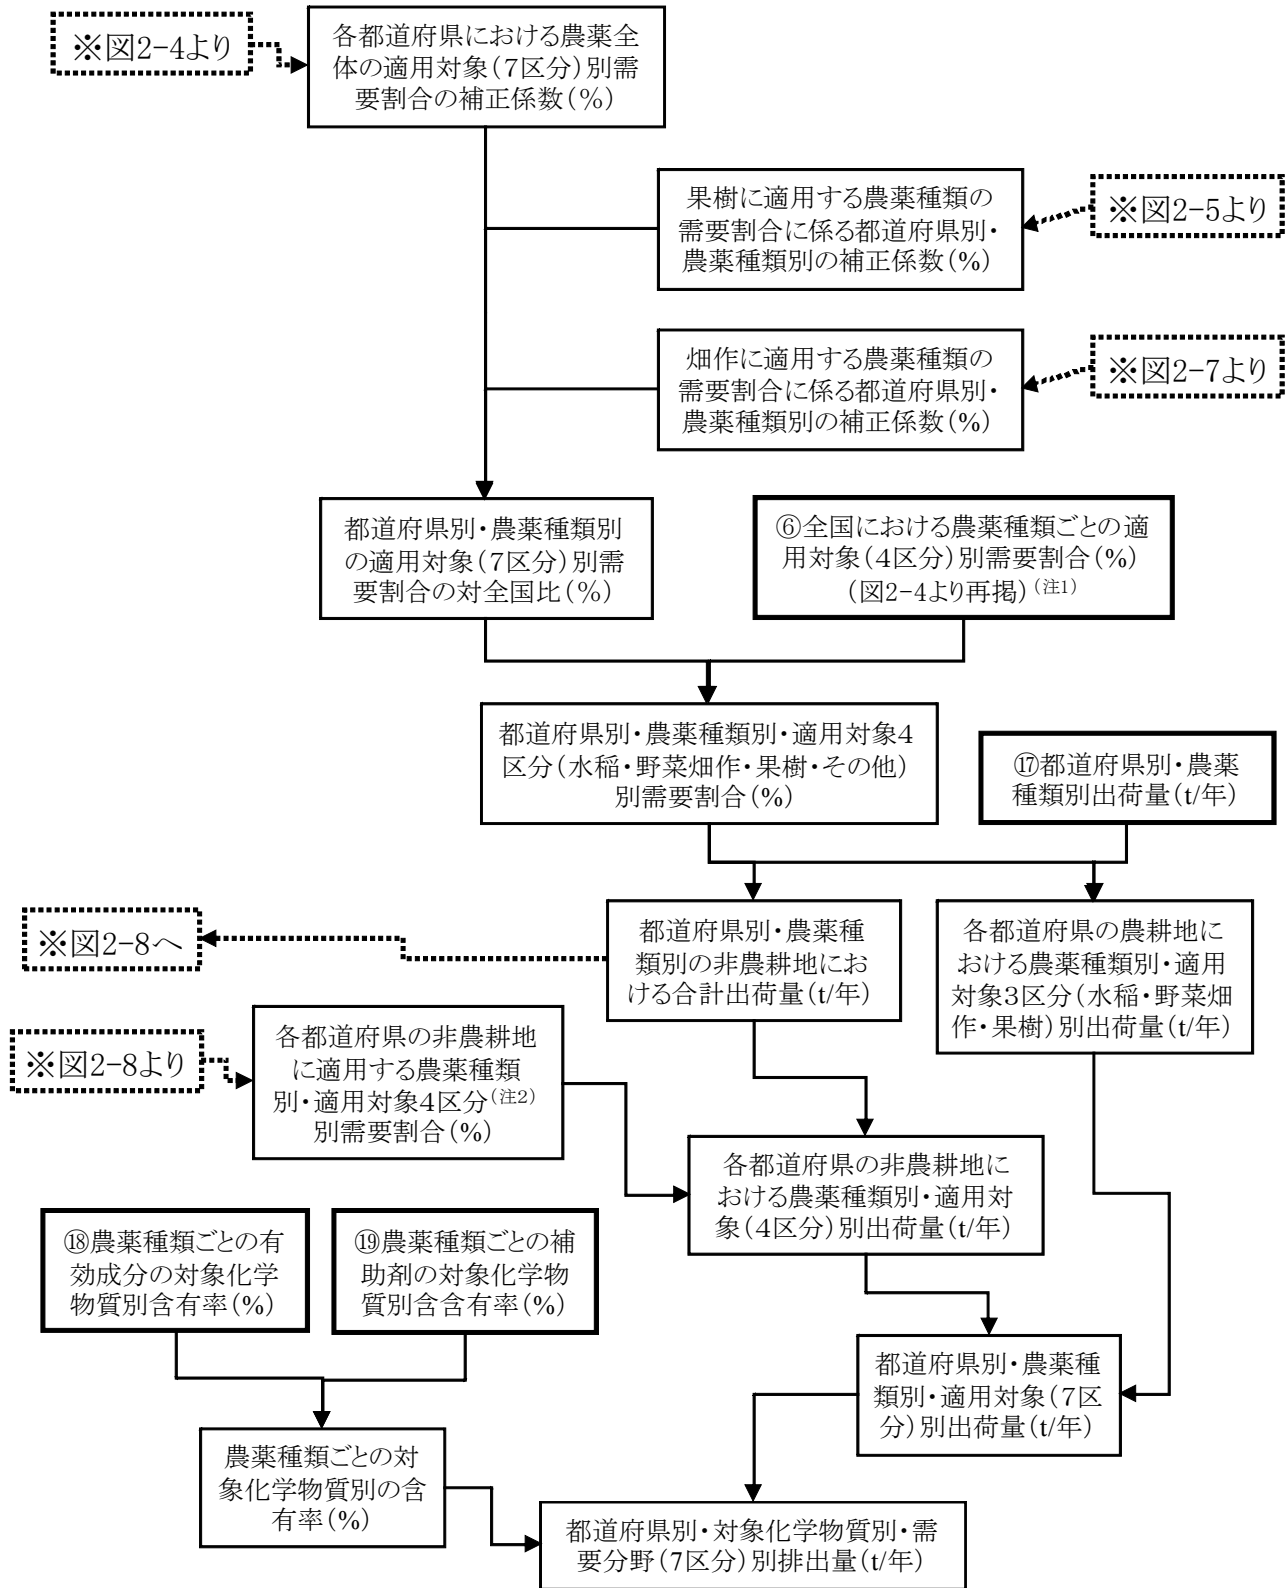 ※図2-4より
各都道府県における農薬全
体の適用対象(7区分)別需
要割合の補正係数(%)
果樹に適用する農薬種類の
需要割合に係る都道府県別・
農薬種類別の補正係数(%)
※図2-5より
畑作に適用する農薬種類の
需要割合に係る都道府県別・
農薬種類別の補正係数(%)
※図2-7より
都道府県別・農薬種類別
の適用対象(7区分)別需
要割合の対全国比(%)
⑥全国における農薬種類ごとの適
用対象(4区分)別需要割合(%)
(図2-4より再掲)(注1)
都道府県別・農薬種類別・適用対象4
区分(水稲・野菜畑作・果樹・その他)
別需要割合(%)
⑰都道府県別・農薬
種類別出荷量(t/年)
※図2-8へ
都道府県別・農薬種
類別の非農耕地にお
ける合計出荷量(t/年)
各都道府県の農耕地に
おける農薬種類別・適用
対象3区分(水稲・野菜畑
作・果樹)別出荷量(t/年)
※図2-8より
各都道府県の非農耕地
に適用する農薬種類
別・適用対象4区分(注2)
別需要割合(%)
各都道府県の非農耕地に
おける農薬種類別・適用対
象(4区分)別出荷量(t/年)
⑱農薬種類ごとの有
効成分の対象化学
物質別含有率(%)
⑲農薬種類ごとの補
助剤の対象化学物
質別含含有率(%)
都道府県別・農薬種
類別・適用対象(7区
分)別出荷量(t/年)
農薬種類ごとの対
象化学物質別の含
有率(%)
都道府県別・対象化学物質別・需
要分野(7区分)別排出量(t/年)